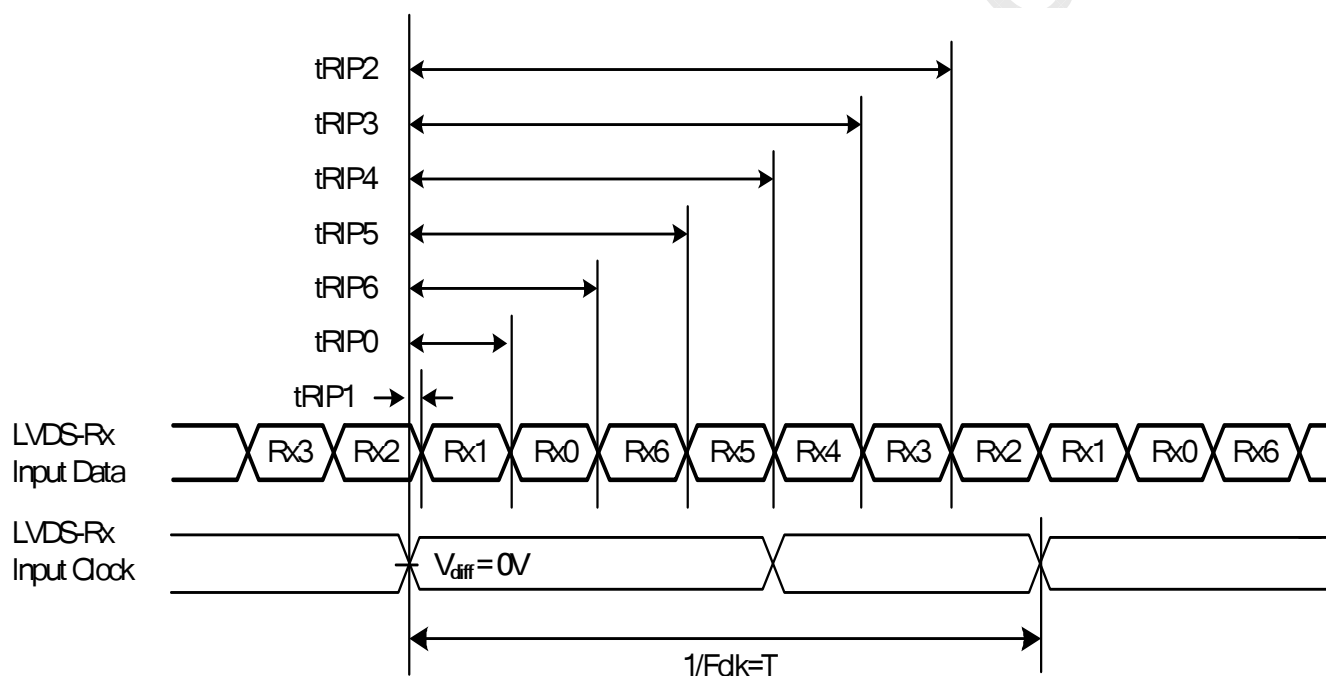 tRIP2
tRIP3
tRIP4
tRIP5
tRIP6
tRIP0
tRIP1
LVDS-Rx
Input Data
Rx3 Rx2 Rx1 Rx0 Rx6 Rx5 Rx4 Rx3 Rx2 Rx1 Rx0 Rx6
LVDS-Rx
Input Clock
Vdiff = 0V
1/Fclk=T